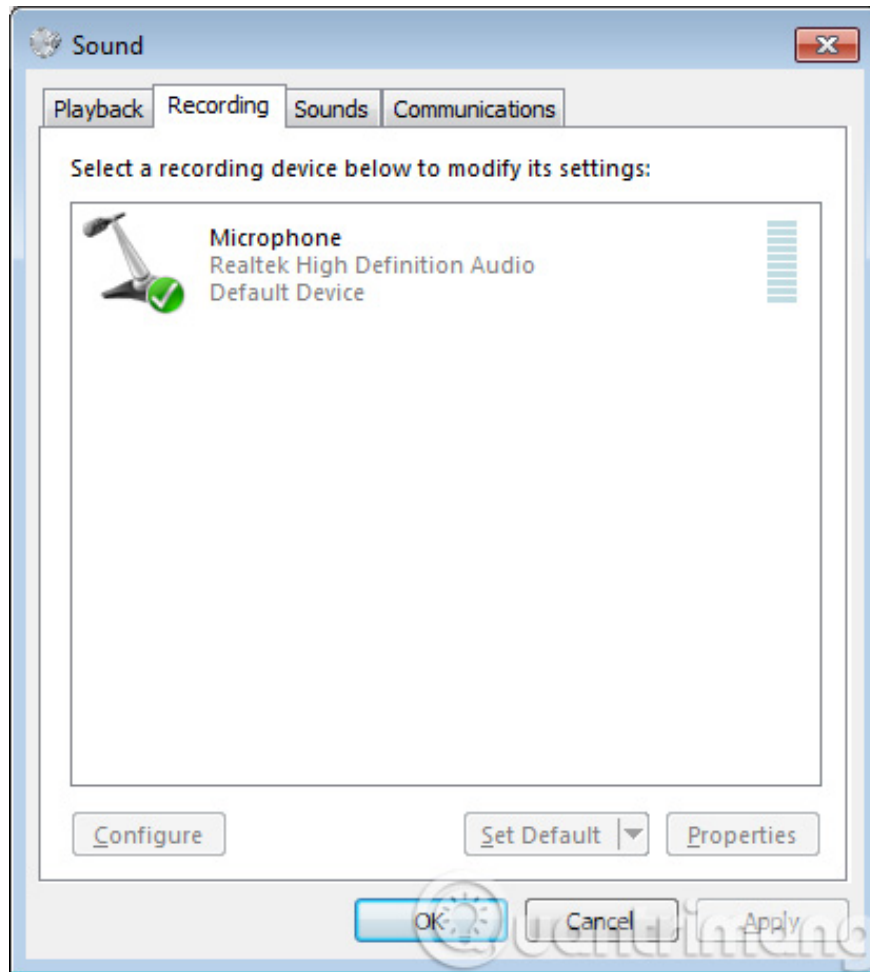 Sound
Playback Recording Sounds Communications
Select a recording device below to modify its settings:
Microphone
Realtek High Definition Audio
Default Device
Configure Set Default Properties
OK Cancel Apply
Quantrimang